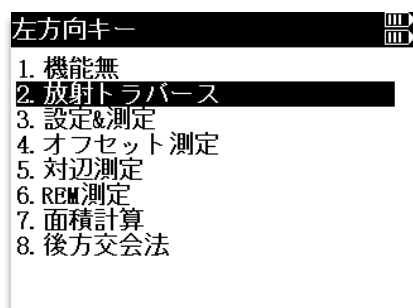 左方向キー
1. 機能無
2. 放射トラバース
3. 設定&測定
4. オフセット測定
5. 対辺測定
6. REM測定
7. 面積計算
8. 後方交会法